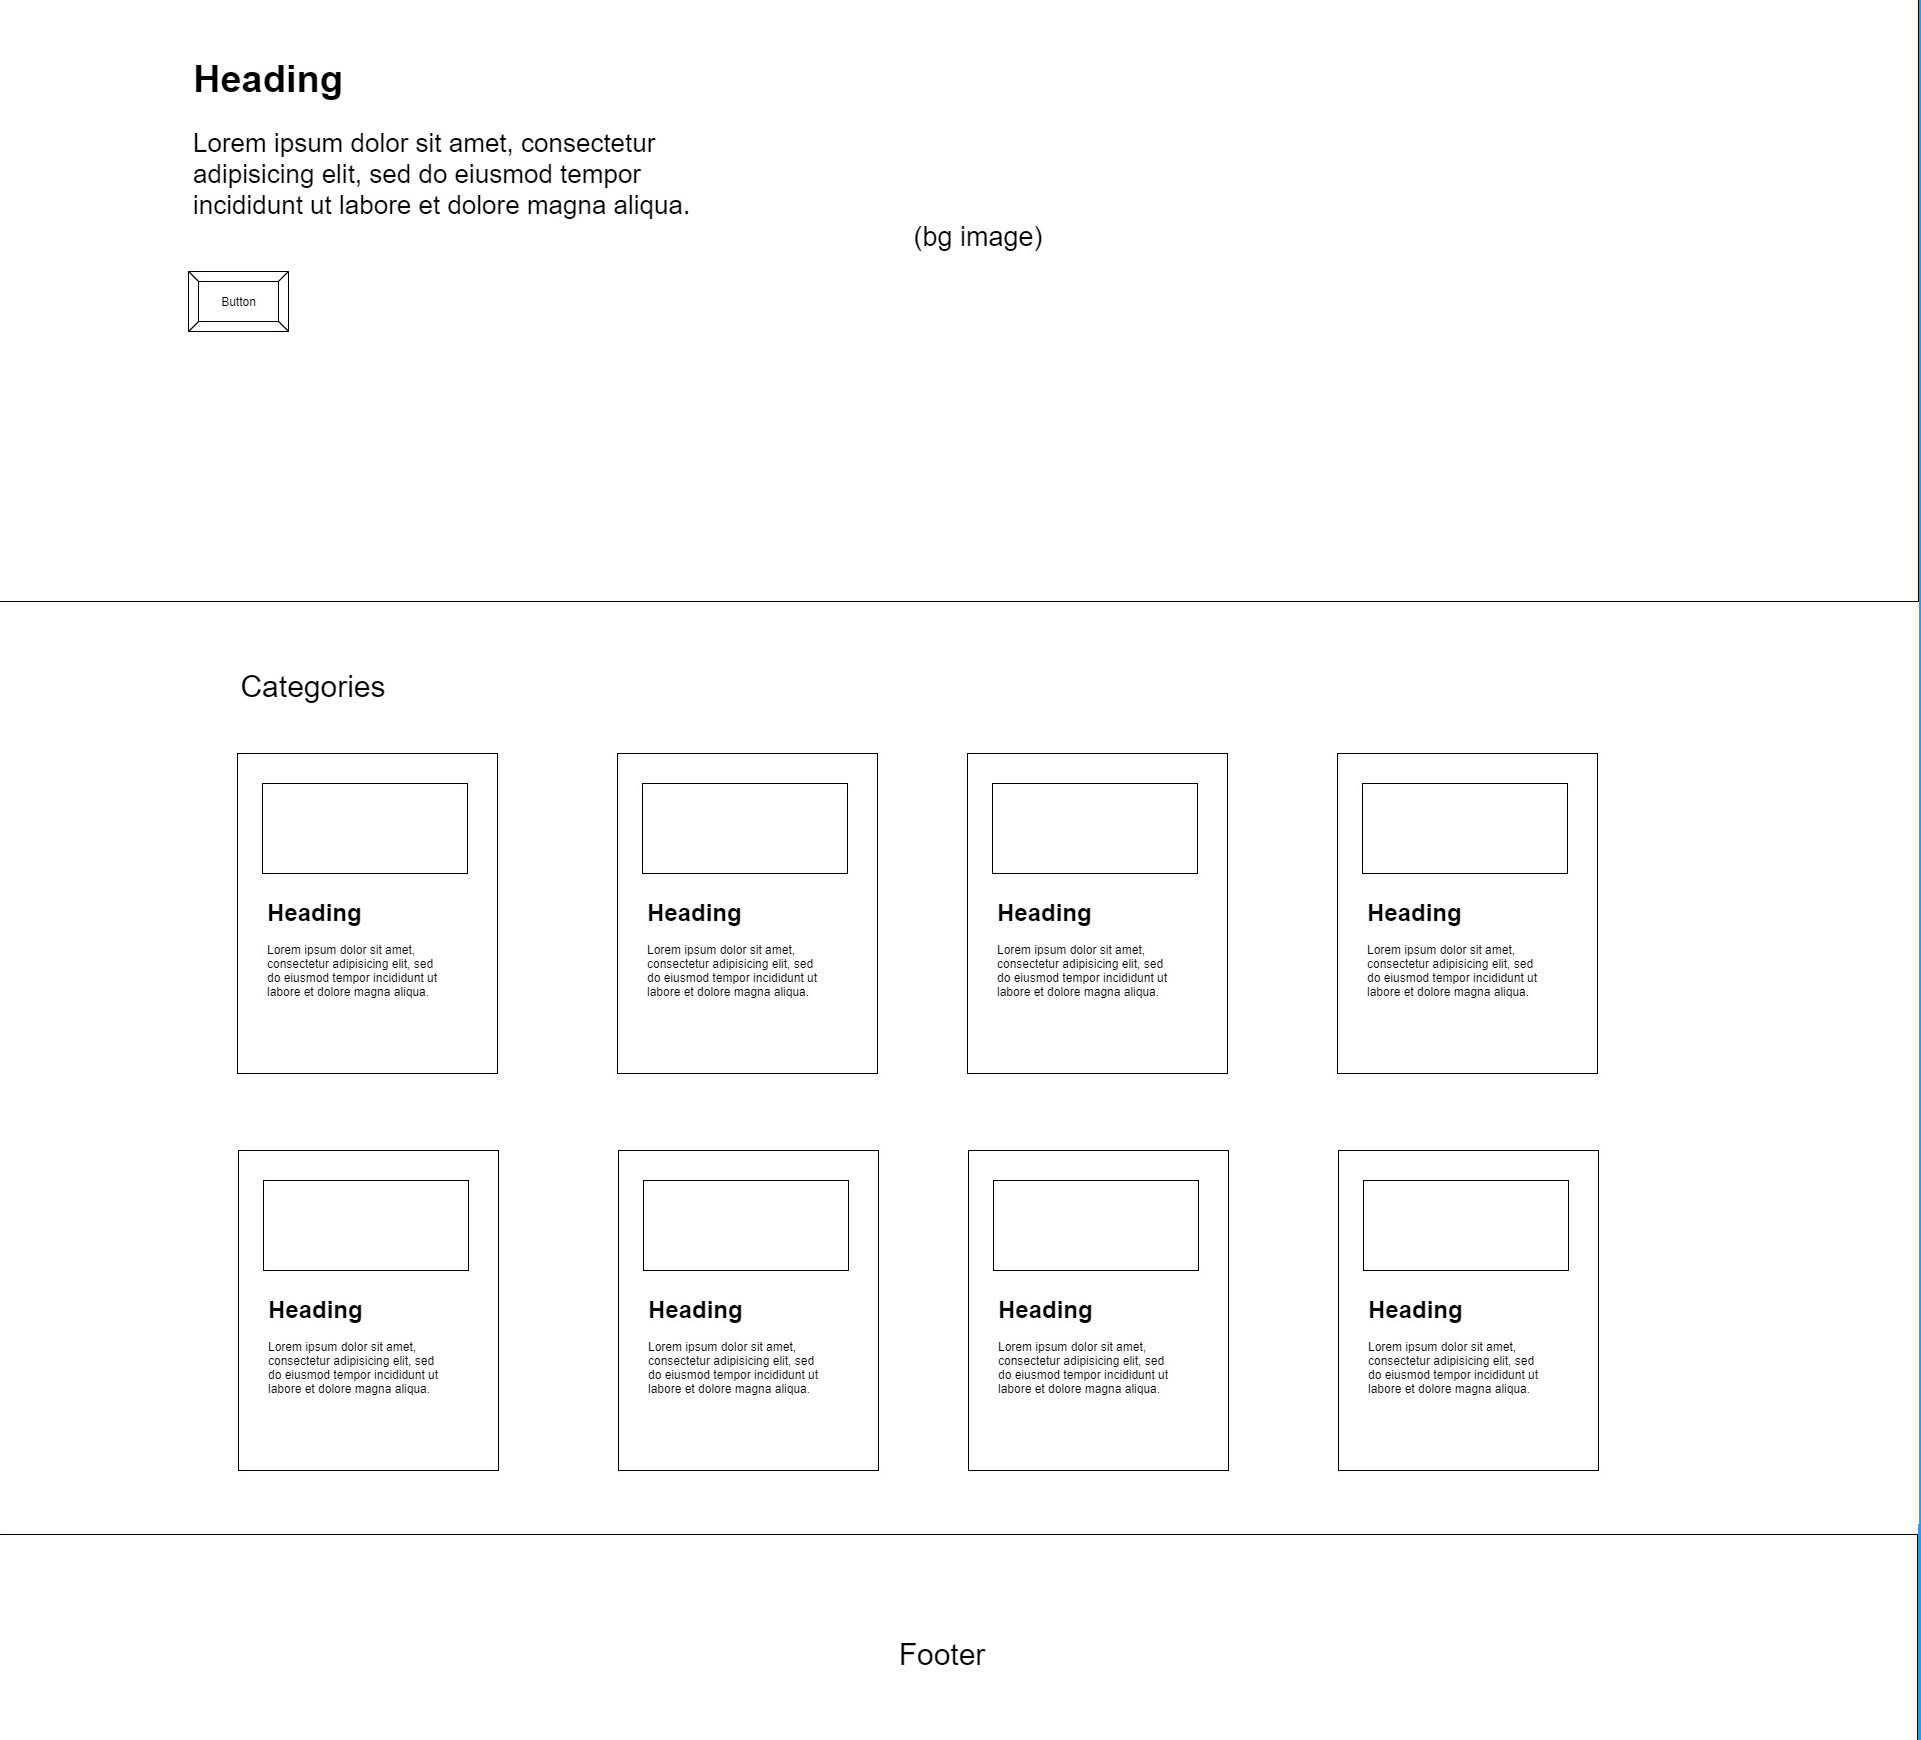 Heading
Lorem ipsum dolor sit amet, consectetur
adipisicing elit, sed do eiusmod tempor
incididunt ut labore et dolore magna aliqua.
(bg image)
Button
Categories
Heading
Lorem ipsum dolor sit amet,
consectetur adipisicing elit, sed
do eiusmod tempor incididunt ut
labore et dolore magna aliqua.
Heading
Lorem ipsum dolor sit amet,
consectetur adipisicing elit, sed
do eiusmod tempor incididunt ut
labore et dolore magna aliqua.
Heading
Lorem ipsum dolor sit amet,
consectetur adipisicing elit, sed
do eiusmod tempor incididunt ut
labore et dolore magna aliqua.
Heading
Lorem ipsum dolor sit amet,
consectetur adipisicing elit, sed
do eiusmod tempor incididunt ut
labore et dolore magna aliqua.
Heading
Lorem ipsum dolor sit amet,
consectetur adipisicing elit, sed
do eiusmod tempor incididunt ut
labore et dolore magna aliqua.
Heading
Lorem ipsum dolor sit amet,
consectetur adipisicing elit, sed
do eiusmod tempor incididunt ut
labore et dolore magna aliqua.
Heading
Lorem ipsum dolor sit amet,
consectetur adipisicing elit, sed
do eiusmod tempor incididunt ut
labore et dolore magna aliqua.
Heading
Lorem ipsum dolor sit amet,
consectetur adipisicing elit, sed
do eiusmod tempor incididunt ut
labore et dolore magna aliqua.
Footer